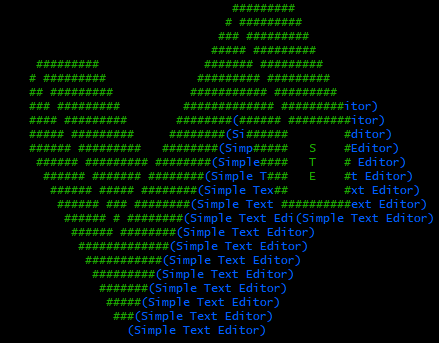 #########
                                # #########
                               ### #########
                              ##### #########
     #########               ####### #########
    # #########             ######### #########
    ## #########           ########### #########
    ### #########         ############# #########itor)
    #### #########       ########(##### #########itor)
    ##### #########     ########(Si######        #ditor)
    ###### #########   ########(Simp#####   S    #Editor)
     ###### ######### #########(Simple####   T    # Editor)
      ###### ####### ########(Simple T###   E    #t Editor)
       ###### ##### ########(Simple Tex##        #xt Editor)
        ###### ### ########(Simple Text ##########ext Editor)
         ###### # ########(Simple Text Edi(Simple Text Editor)
          ###### ########(Simple Text Editor)
           #############(Simple Text Editor)
            ###########(Simple Text Editor)
             #########(Simple Text Editor)
              #######(Simple Text Editor)
               #####(Simple Text Editor)
                ###(Simple Text Editor)
                  (Simple Text Editor)